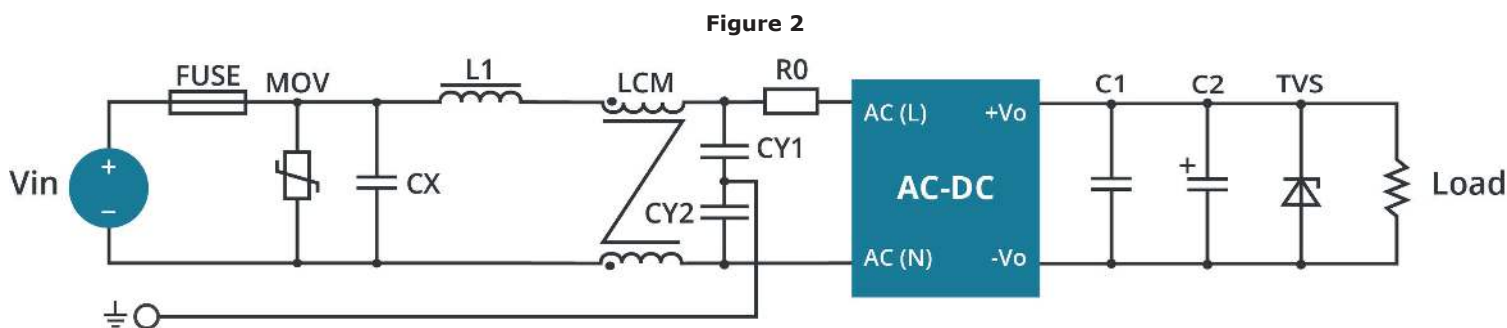 Figure 2
FUSE
MOV
L1
LCM
R0
C1
C2
TVS
AC (L)
+Vo
CY1
Vin
+
−
CX
AC-DC
+
Load
CY2
AC (N)
-Vo